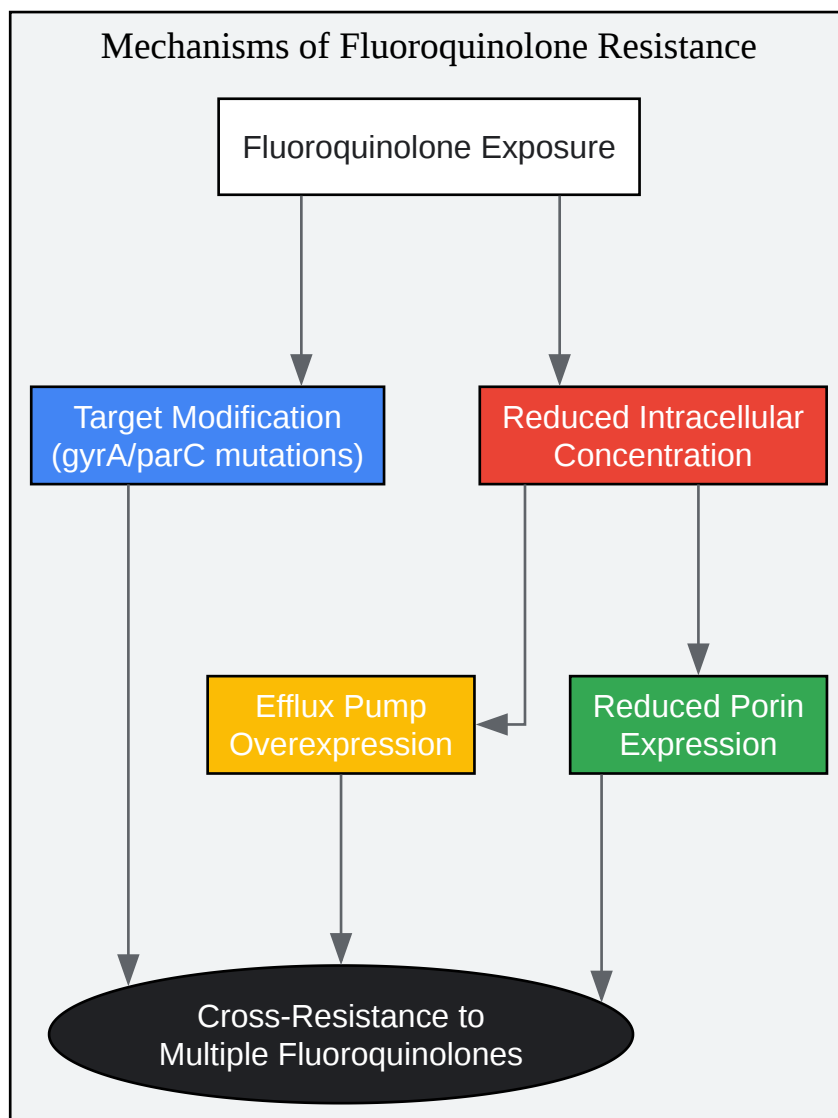 Mechanisms of Fluoroquinolone Resistance
Fluoroquinolone Exposure
Target Modification
(gyrA/parC mutations)
Reduced Intracellular
Concentration
Efflux Pump
Overexpression
Reduced Porin
Expression
Cross-Resistance to
Multiple Fluoroquinolones